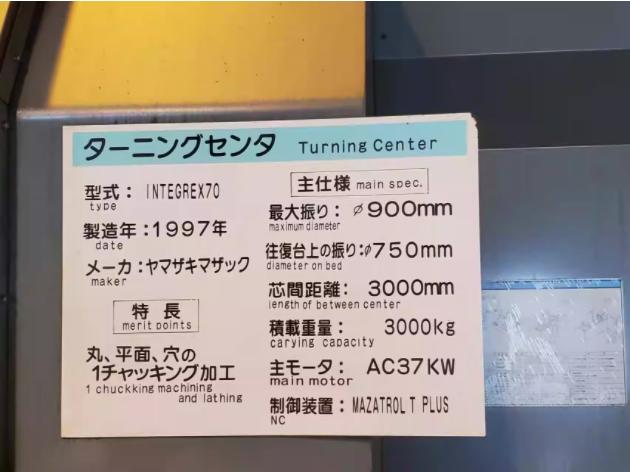 ターニングセンタ Turning Center
型式： INTEGREX70
type
製造年：1997年
date
メーカ：ヤマザキマザック
maker
特長
merit points
丸、平面、穴の
1チャッキング加工
1 chuckking machining
and lathing
主仕様 main spec.
最大振り： φ900mm
maximum diameter
往復台上の振り：φ750mm
diameter on bed
芯間距離： 3000mm
length of between center
積載重量： 3000kg
carying capacity
主モータ： AC37KW
main motor
制御装置： MAZATROL T PLUS
NC